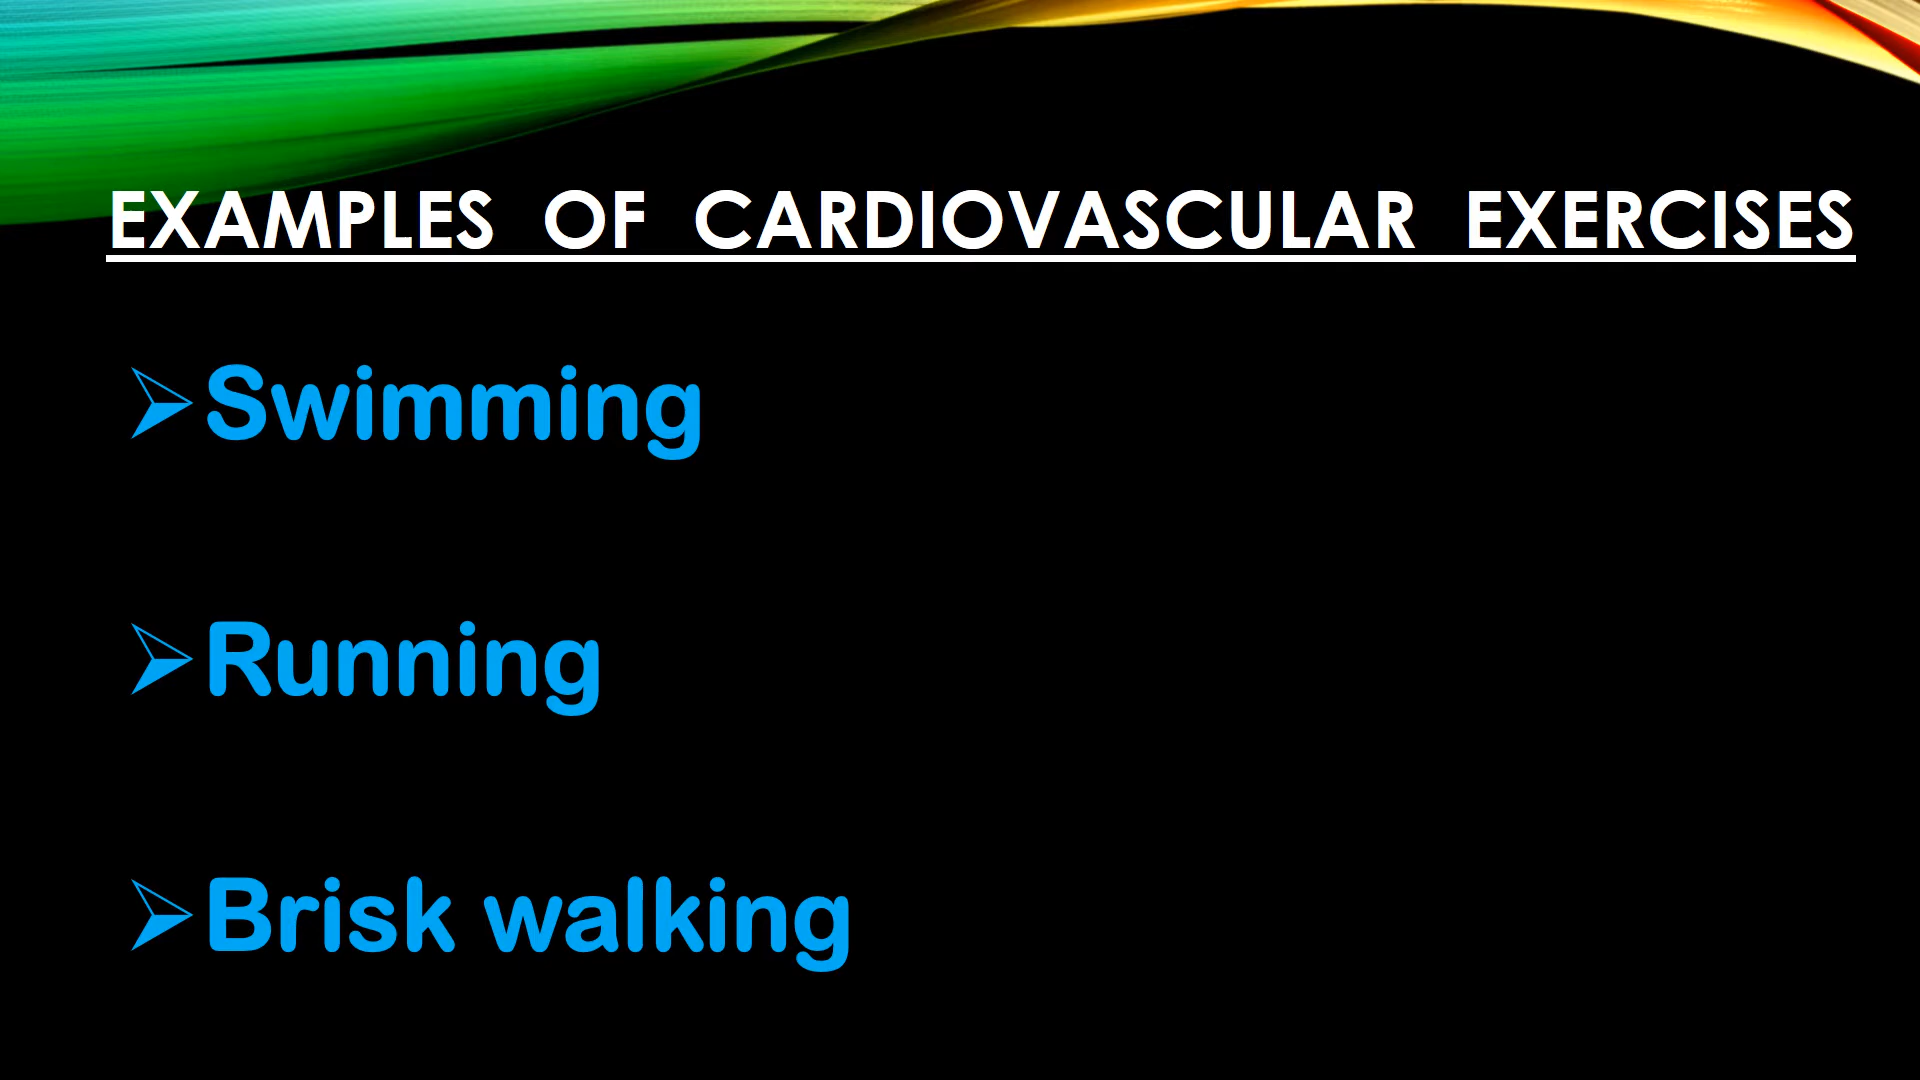 EXAMPLES OF CARDIOVASCULAR EXERCISES
➢Swimming
➢Running
➢Brisk walking